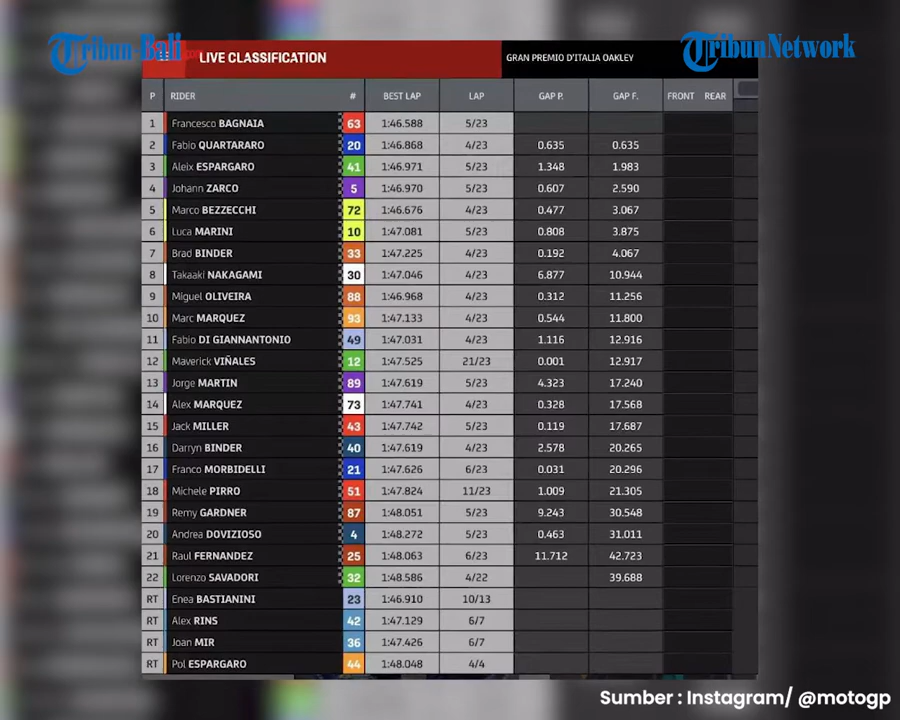 Tribun-Bali.com
TribunNetwork
LIVE CLASSIFICATION
GRAN PREMIO D'ITALIA OAKLEY
P RIDER # BEST LAP LAP GAP P. GAP F. FRONT REAR
1 Francesco BAGNAIA 63 1:46.588 5/23
2 Fabio QUARTARARO 20 1:46.868 4/23 0.635 0.635
3 Aleix ESPARGARO 41 1:46.971 5/23 1.348 1.983
4 Johann ZARCO 5 1:46.970 5/23 0.607 2.590
5 Marco BEZZECCHI 72 1:46.676 4/23 0.477 3.067
6 Luca MARINI 10 1:47.081 5/23 0.808 3.875
7 Brad BINDER 33 1:47.225 4/23 0.192 4.067
8 Takaaki NAKAGAMI 30 1:47.046 4/23 6.877 10.944
9 Miguel OLIVEIRA 88 1:46.968 4/23 0.312 11.256
10 Marc MARQUEZ 93 1:47.133 4/23 0.544 11.800
11 Fabio DI GIANNANTONIO 49 1:47.031 4/23 1.116 12.916
12 Maverick VIÑALES 12 1:47.525 21/23 0.001 12.917
13 Jorge MARTIN 89 1:47.619 5/23 4.323 17.240
14 Alex MARQUEZ 73 1:47.741 4/23 0.328 17.568
15 Jack MILLER 43 1:47.742 5/23 0.119 17.687
16 Darryn BINDER 40 1:47.619 4/23 2.578 20.265
17 Franco MORBIDELLI 21 1:47.626 6/23 0.031 20.296
18 Michele PIRRO 51 1:47.824 11/23 1.009 21.305
19 Remy GARDNER 87 1:48.051 5/23 9.243 30.548
20 Andrea DOVIZIOSO 4 1:48.272 5/23 0.463 31.011
21 Raul FERNANDEZ 25 1:48.063 6/23 11.712 42.723
22 Lorenzo SAVADORI 32 1:48.586 4/22 39.688
RT Enea BASTIANINI 23 1:46.910 10/13
RT Alex RINS 42 1:47.129 6/7
RT Joan MIR 36 1:47.426 6/7
RT Pol ESPARGARO 44 1:48.048 4/4
Sumber : Instagram/ @motogp